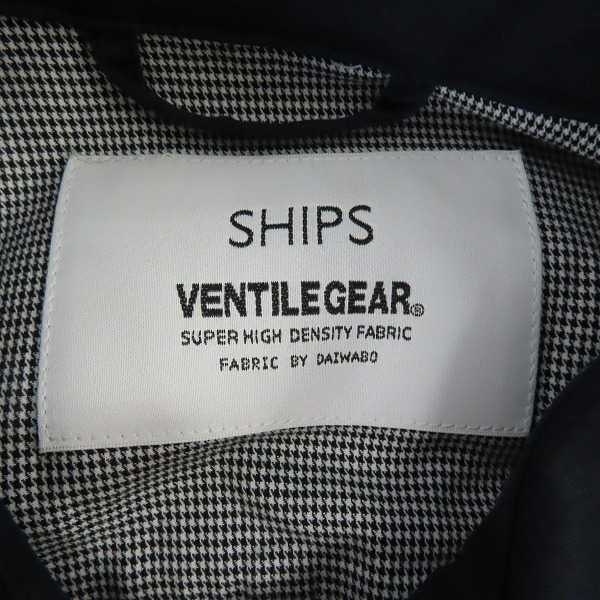 SHIPS
VENTILEGEAR®
SUPER HIGH DENSITY FABRIC
FABRIC BY DAIWABO